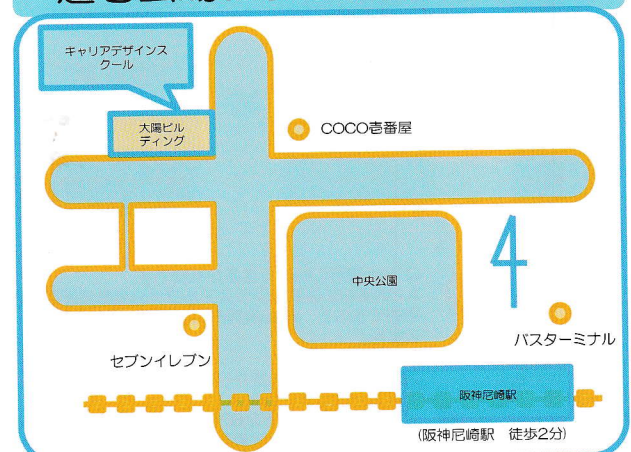 キャリアデザインス
クール
大陽ビル
ディング
COCO壱番屋
中央公園
バスターミナル
セブンイレブン
阪神尼崎駅
(阪神尼崎駅　徒歩2分)